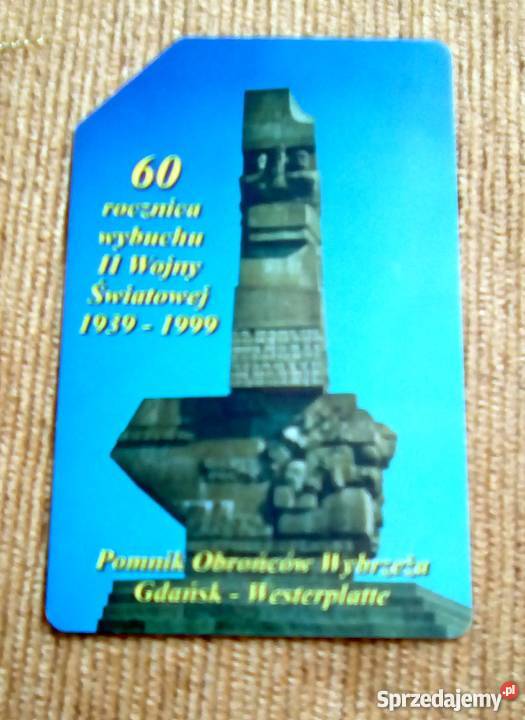 60
rocznica
wybuchu
II Wojny
Światowej
1939 - 1999
Pomnik Obrońców Wybrzeża
Gdańsk - Westerplatte
Sprzedajemy.pl